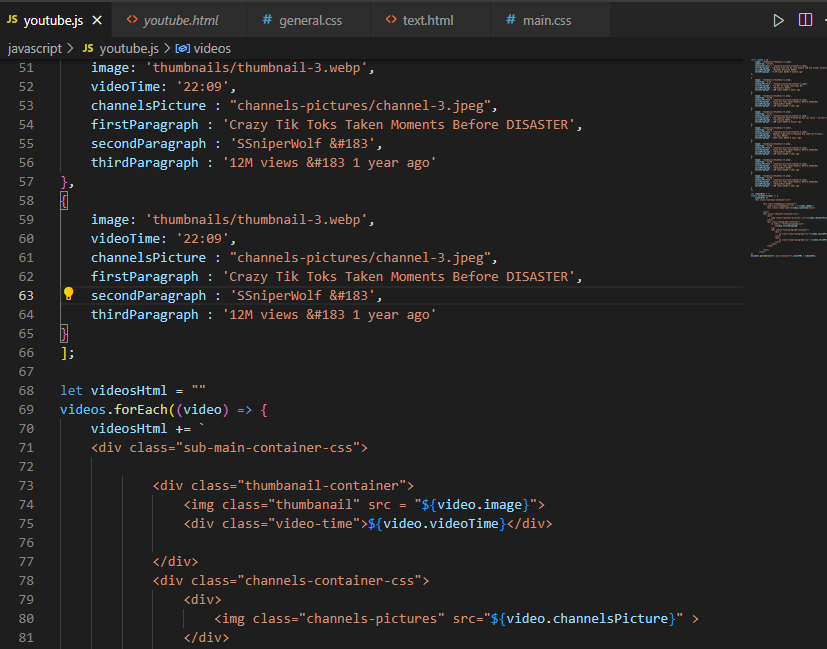 JS youtube.js × <> youtube.html # general.css <> text.html # main.css
javascript > JS youtube.js > videos
51 image: 'thumbnails/thumbnail-3.webp',
52 videoTime: '22:09',
53 channelsPicture : "channels-pictures/channel-3.jpeg",
54 firstParagraph : 'Crazy Tik Toks Taken Moments Before DISASTER',
55 secondParagraph : 'SSniperWolf &#183',
56 thirdParagraph : '12M views &#183 1 year ago'
57 },
58 {
59 image: 'thumbnails/thumbnail-3.webp',
60 videoTime: '22:09',
61 channelsPicture : "channels-pictures/channel-3.jpeg",
62 firstParagraph : 'Crazy Tik Toks Taken Moments Before DISASTER',
63 secondParagraph : 'SSniperWolf &#183',
64 thirdParagraph : '12M views &#183 1 year ago'
65 }
66 ];
67
68 let videosHtml = ""
69 videos.forEach((video) => {
70 videosHtml += `
71 <div class="sub-main-container-css">
72
73 <div class="thumbanail-container">
74 <img class="thumbanail" src = "${video.image}">
75 <div class="video-time">${video.videoTime}</div>
76
77 </div>
78 <div class="channels-container-css">
79 <div>
80 <img class="channels-pictures" src="${video.channelsPicture}" >
81 </div>